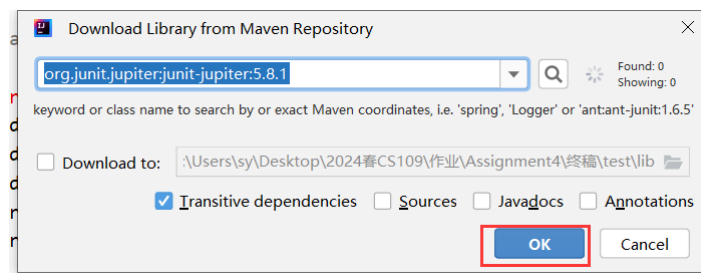 Download Library from Maven Repository
org.junit.jupiter:junit-jupiter:5.8.1
Found: 0
Showing: 0
keyword or class name to search by or exact Maven coordinates, i.e. 'spring', 'Logger' or 'ant:ant-junit:1.6.5'
Download to: :\Users\sy\Desktop\2024春CS109\作业\Assignment4\终稿\test\lib
Transitive dependencies Sources Javadocs Annotations
OK Cancel